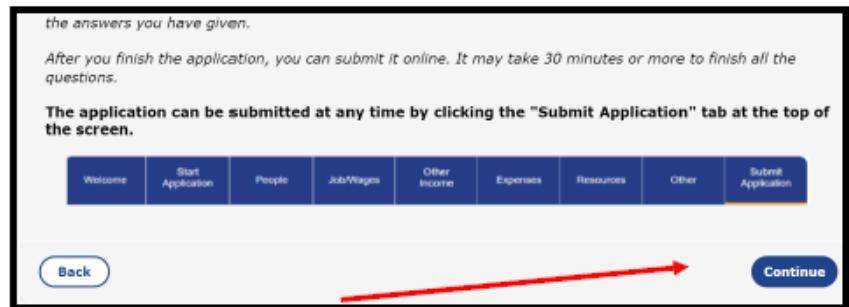 the answers you have given.
After you finish the application, you can submit it online. It may take 30 minutes or more to finish all the
questions.
The application can be submitted at any time by clicking the "Submit Application" tab at the top of
the screen.
Welcome Start Application People Job/Wages Other Income Expenses Resources Other Submit Application
Back Continue